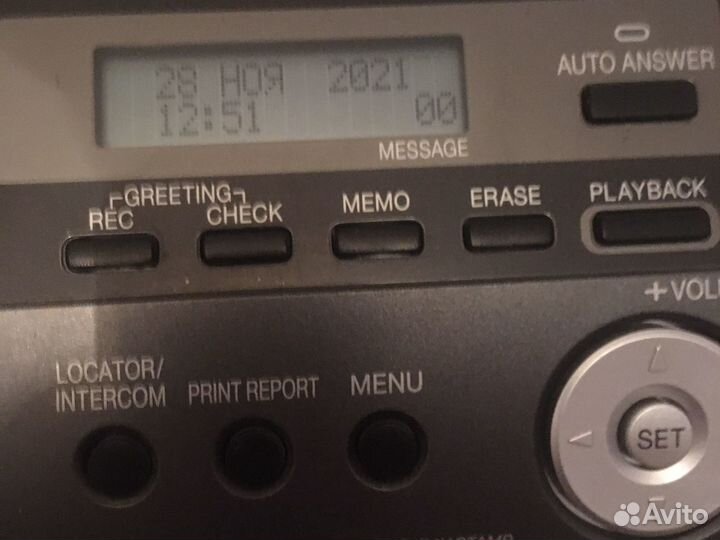 28 НОЯ 2021
12:51 00
MESSAGE
AUTO ANSWER
GREETING
REC CHECK MEMO ERASE PLAYBACK
+VOL
LOCATOR/
INTERCOM PRINT REPORT MENU
SET
Avito